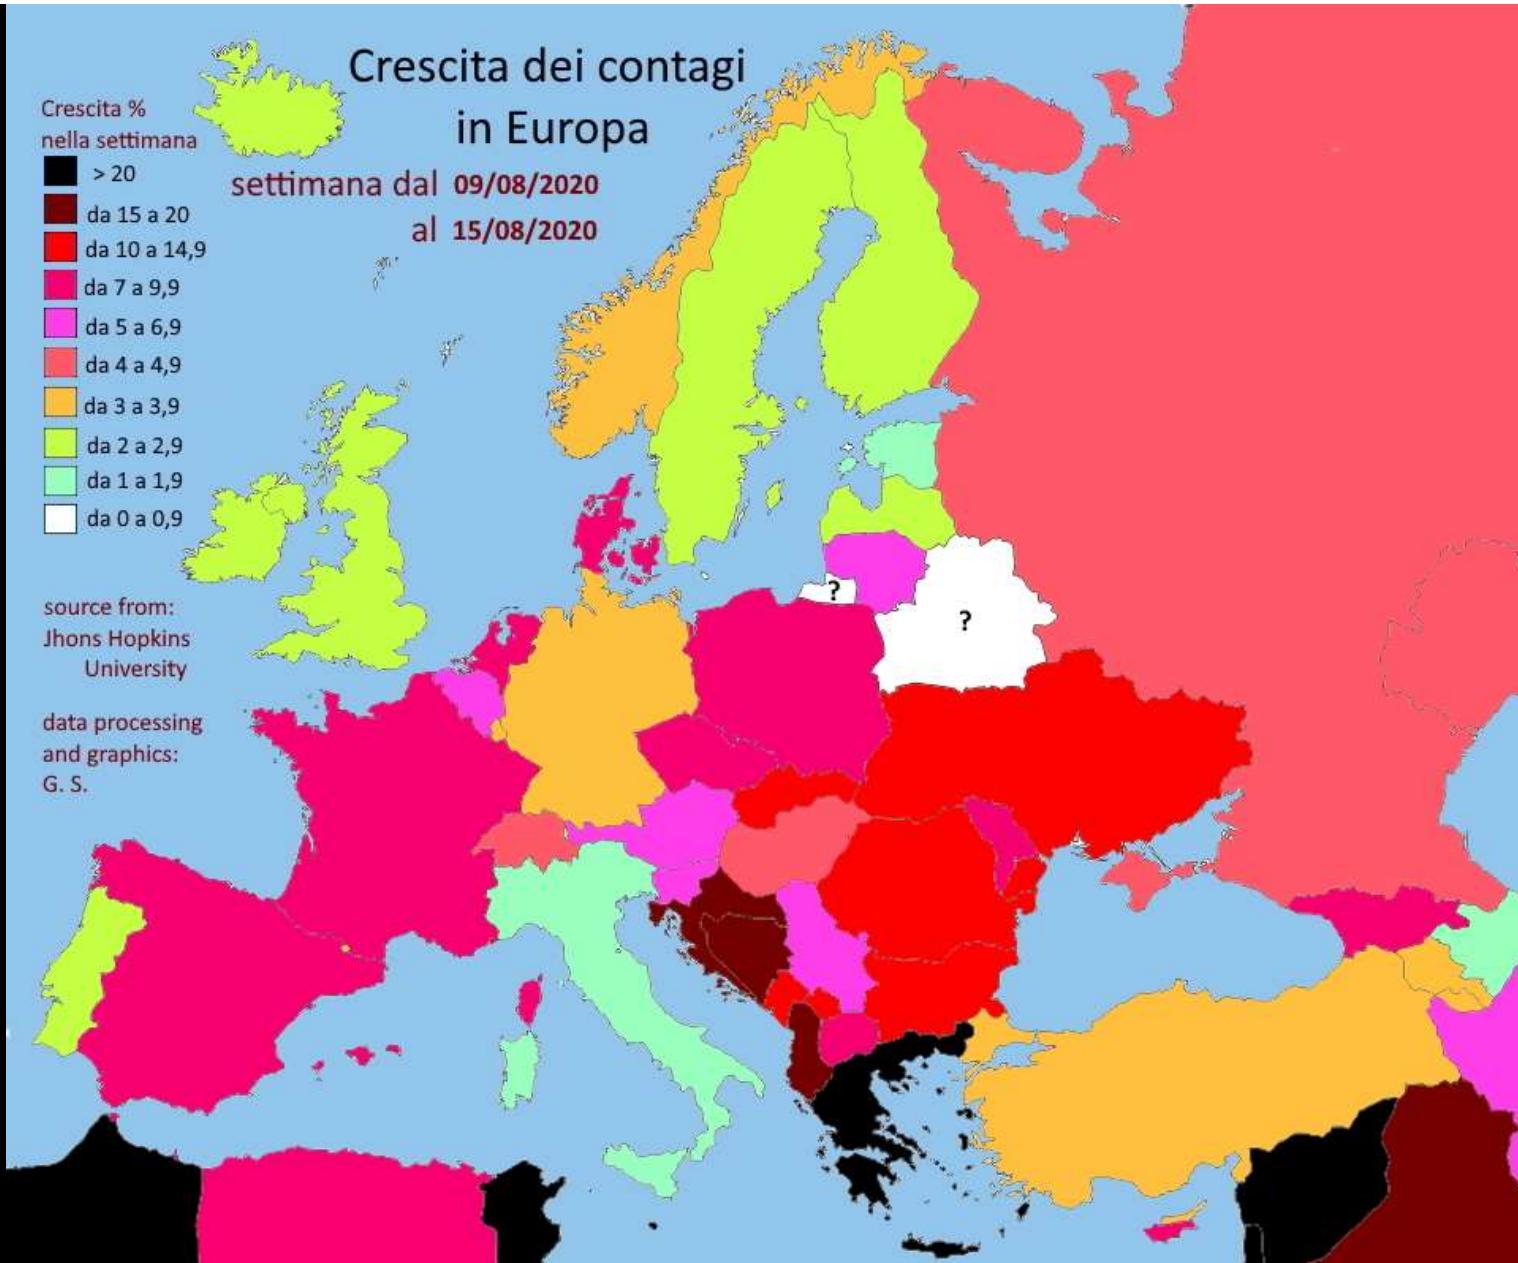 Crescita dei contagi
in Europa
settimana dal 09/08/2020
al 15/08/2020
Crescita %
nella settimana
> 20
da 15 a 20
da 10 a 14,9
da 7 a 9,9
da 5 a 6,9
da 4 a 4,9
da 3 a 3,9
da 2 a 2,9
da 1 a 1,9
da 0 a 0,9
source from:
Jhons Hopkins
University
data processing
and graphics:
G. S.
?
?